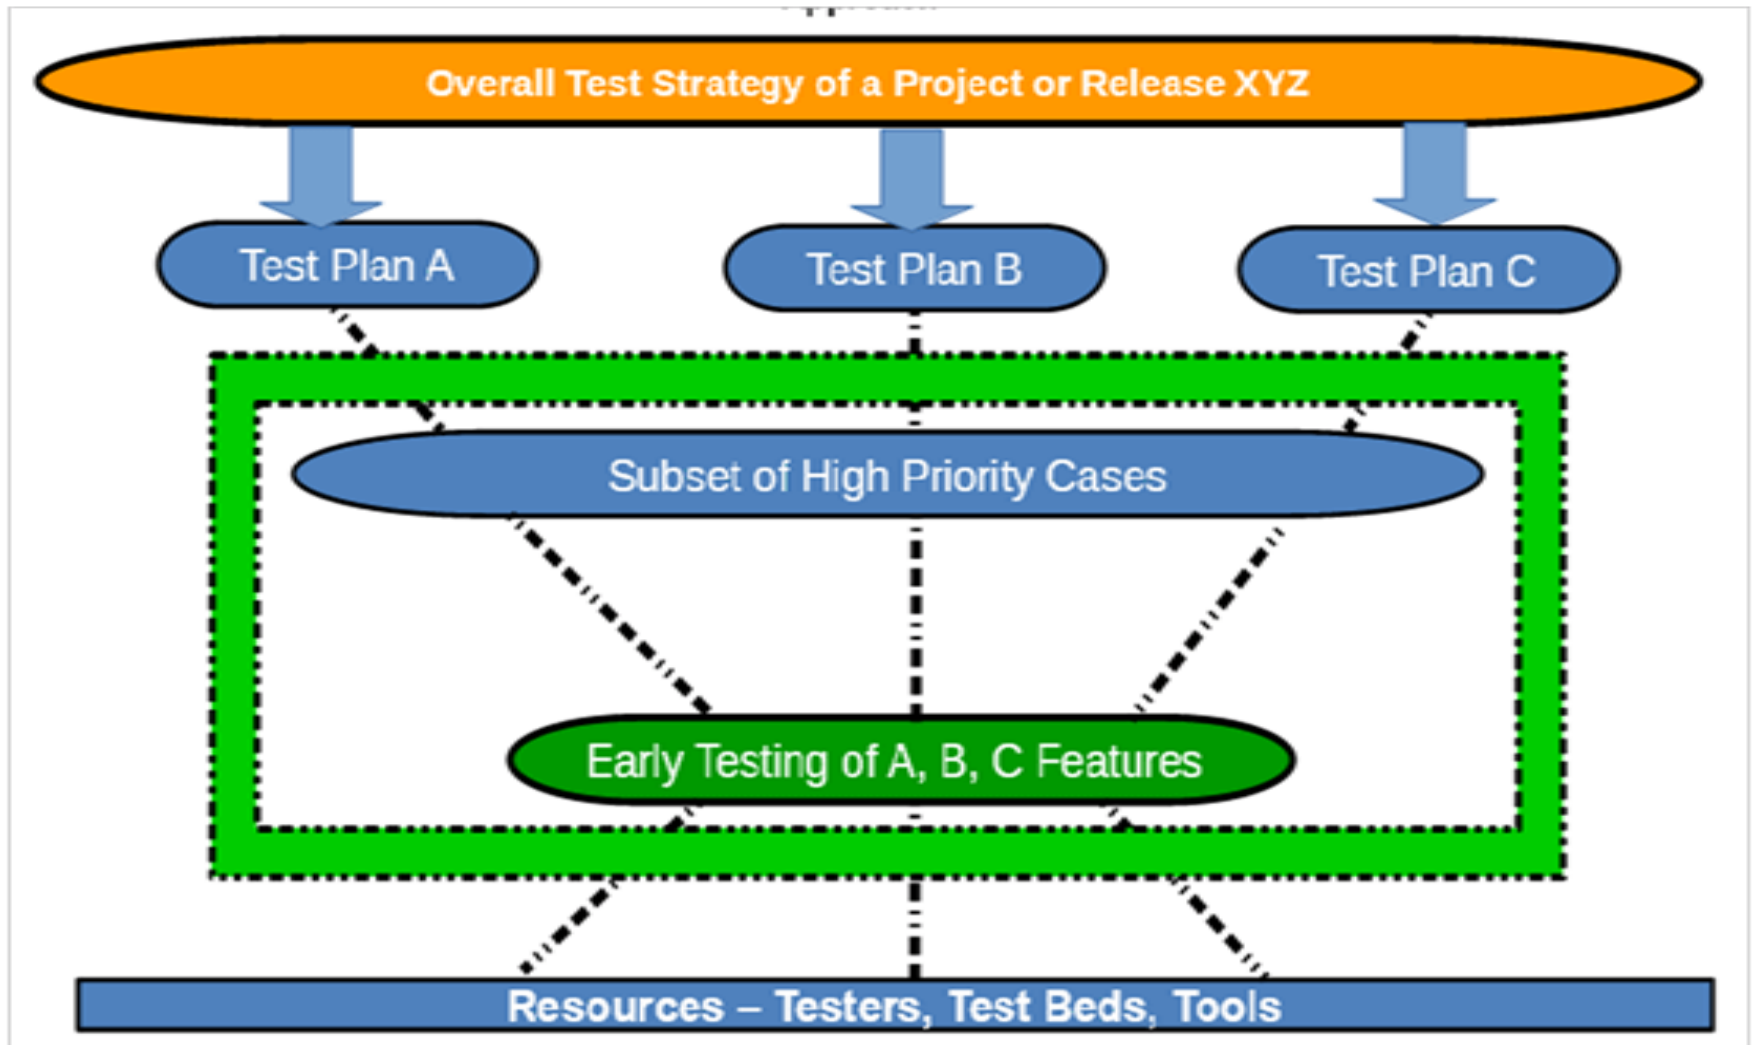 Overall Test Strategy of a Project or Release XYZ
Test Plan A
Test Plan B
Test Plan C
Subset of High Priority Cases
Early Testing of A, B, C Features
Resources – Testers, Test Beds, Tools